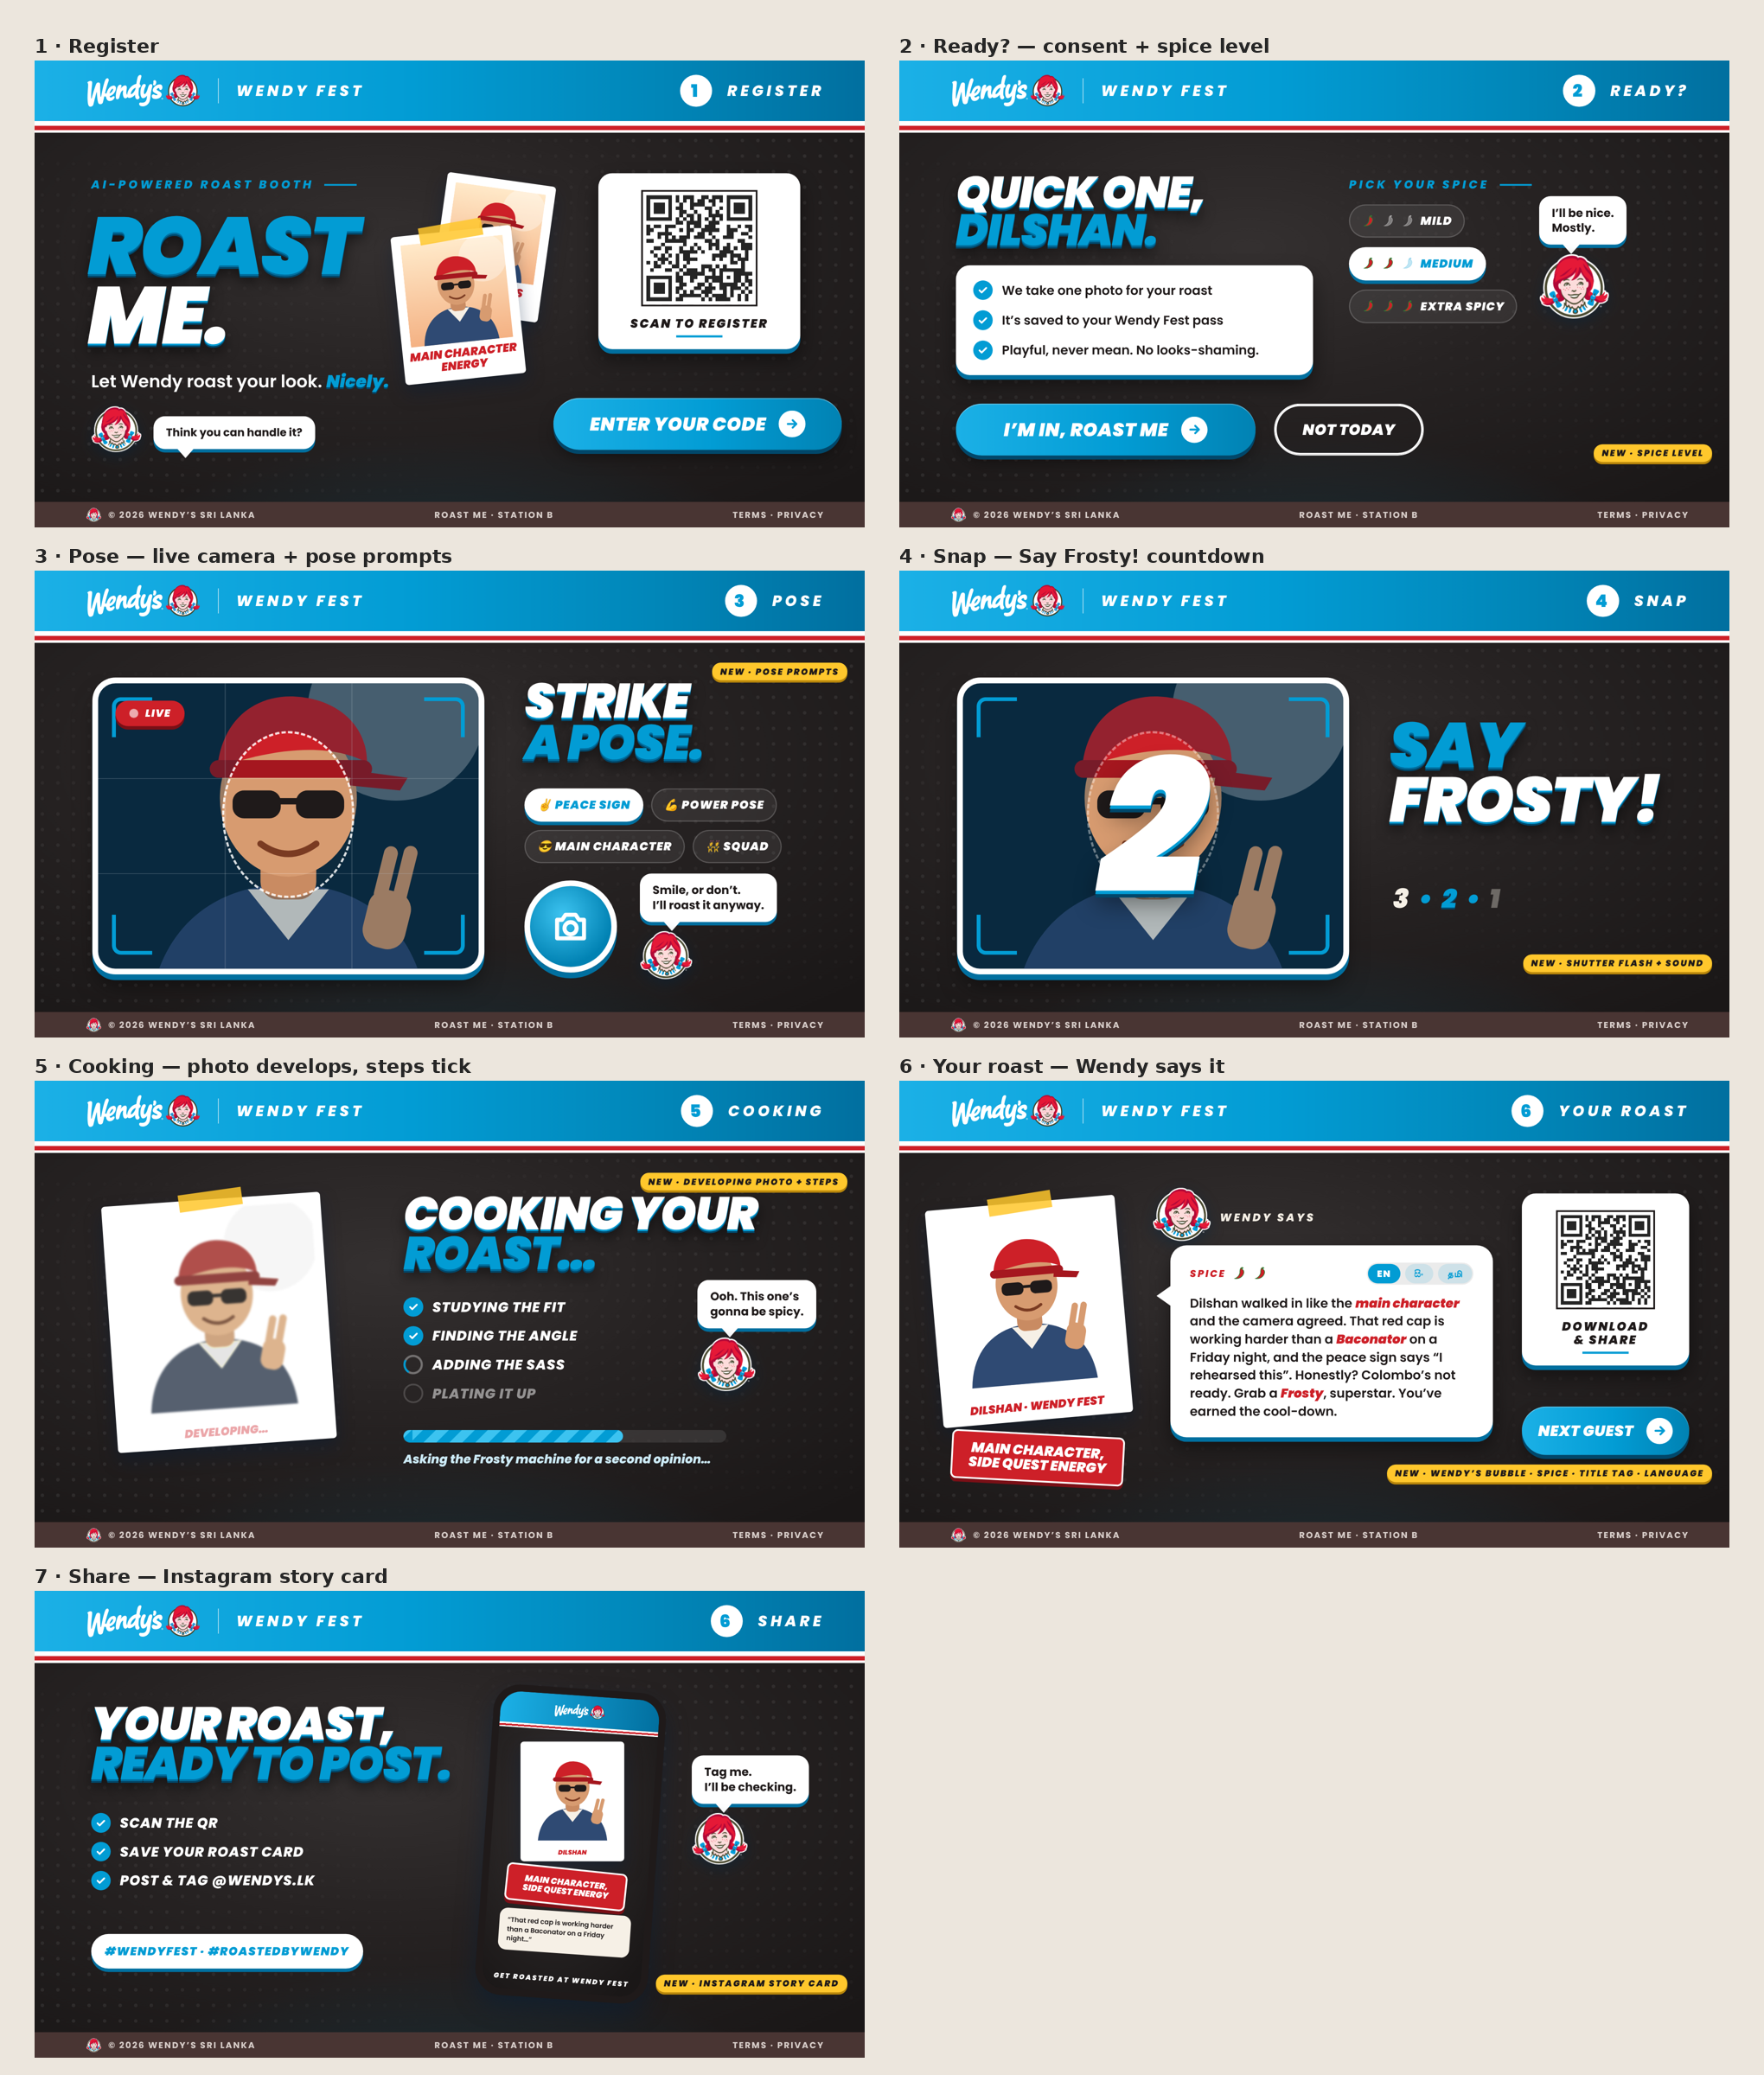 1 · Register
Wendy's
WENDY FEST
1 REGISTER
AI-POWERED ROAST BOOTH
ROAST
ME.
Let Wendy roast your look. Nicely.
Think you can handle it?
S
MAIN CHARACTER
ENERGY
SCAN TO REGISTER
ENTER YOUR CODE
© 2026 WENDY'S SRI LANKA
ROAST ME · STATION B
TERMS · PRIVACY
2 · Ready? — consent + spice level
Wendy's
WENDY FEST
2 READY?
QUICK ONE,
DILSHAN.
We take one photo for your roast
It's saved to your Wendy Fest pass
Playful, never mean. No looks-shaming.
I'M IN, ROAST ME
NOT TODAY
PICK YOUR SPICE
MILD
MEDIUM
EXTRA SPICY
I'll be nice.
Mostly.
NEW · SPICE LEVEL
© 2026 WENDY'S SRI LANKA
ROAST ME · STATION B
TERMS · PRIVACY
3 · Pose — live camera + pose prompts
Wendy's
WENDY FEST
3 POSE
NEW · POSE PROMPTS
LIVE
STRIKE
A POSE.
✌ PEACE SIGN
💪 POWER POSE
😎 MAIN CHARACTER
👯 SQUAD
Smile, or don't.
I'll roast it anyway.
© 2026 WENDY'S SRI LANKA
ROAST ME · STATION B
TERMS · PRIVACY
4 · Snap — Say Frosty! countdown
Wendy's
WENDY FEST
4 SNAP
2
SAY
FROSTY!
3 • 2 • 1
NEW · SHUTTER FLASH + SOUND
© 2026 WENDY'S SRI LANKA
ROAST ME · STATION B
TERMS · PRIVACY
5 · Cooking — photo develops, steps tick
Wendy's
WENDY FEST
5 COOKING
NEW · DEVELOPING PHOTO + STEPS
DEVELOPING...
COOKING YOUR
ROAST...
STUDYING THE FIT
FINDING THE ANGLE
ADDING THE SASS
PLATING IT UP
Asking the Frosty machine for a second opinion...
Ooh. This one's
gonna be spicy.
© 2026 WENDY'S SRI LANKA
ROAST ME · STATION B
TERMS · PRIVACY
6 · Your roast — Wendy says it
Wendy's
WENDY FEST
6 YOUR ROAST
DILSHAN · WENDY FEST
MAIN CHARACTER,
SIDE QUEST ENERGY
WENDY SAYS
SPICE
EN සිං தமி
Dilshan walked in like the main character
and the camera agreed. That red cap is
working harder than a Baconator on a
Friday night, and the peace sign says "I
rehearsed this". Honestly? Colombo's not
ready. Grab a Frosty, superstar. You've
earned the cool-down.
DOWNLOAD
& SHARE
NEXT GUEST
NEW · WENDY'S BUBBLE · SPICE · TITLE TAG · LANGUAGE
© 2026 WENDY'S SRI LANKA
ROAST ME · STATION B
TERMS · PRIVACY
7 · Share — Instagram story card
Wendy's
WENDY FEST
6 SHARE
YOUR ROAST,
READY TO POST.
SCAN THE QR
SAVE YOUR ROAST CARD
POST & TAG @WENDYS.LK
#WENDYFEST · #ROASTEDBYWENDY
Wendy's
DILSHAN
MAIN CHARACTER,
SIDE QUEST ENERGY
"That red cap is working harder
than a Baconator on a Friday
night..."
GET ROASTED AT WENDY FEST
Tag me.
I'll be checking.
NEW · INSTAGRAM STORY CARD
© 2026 WENDY'S SRI LANKA
ROAST ME · STATION B
TERMS · PRIVACY